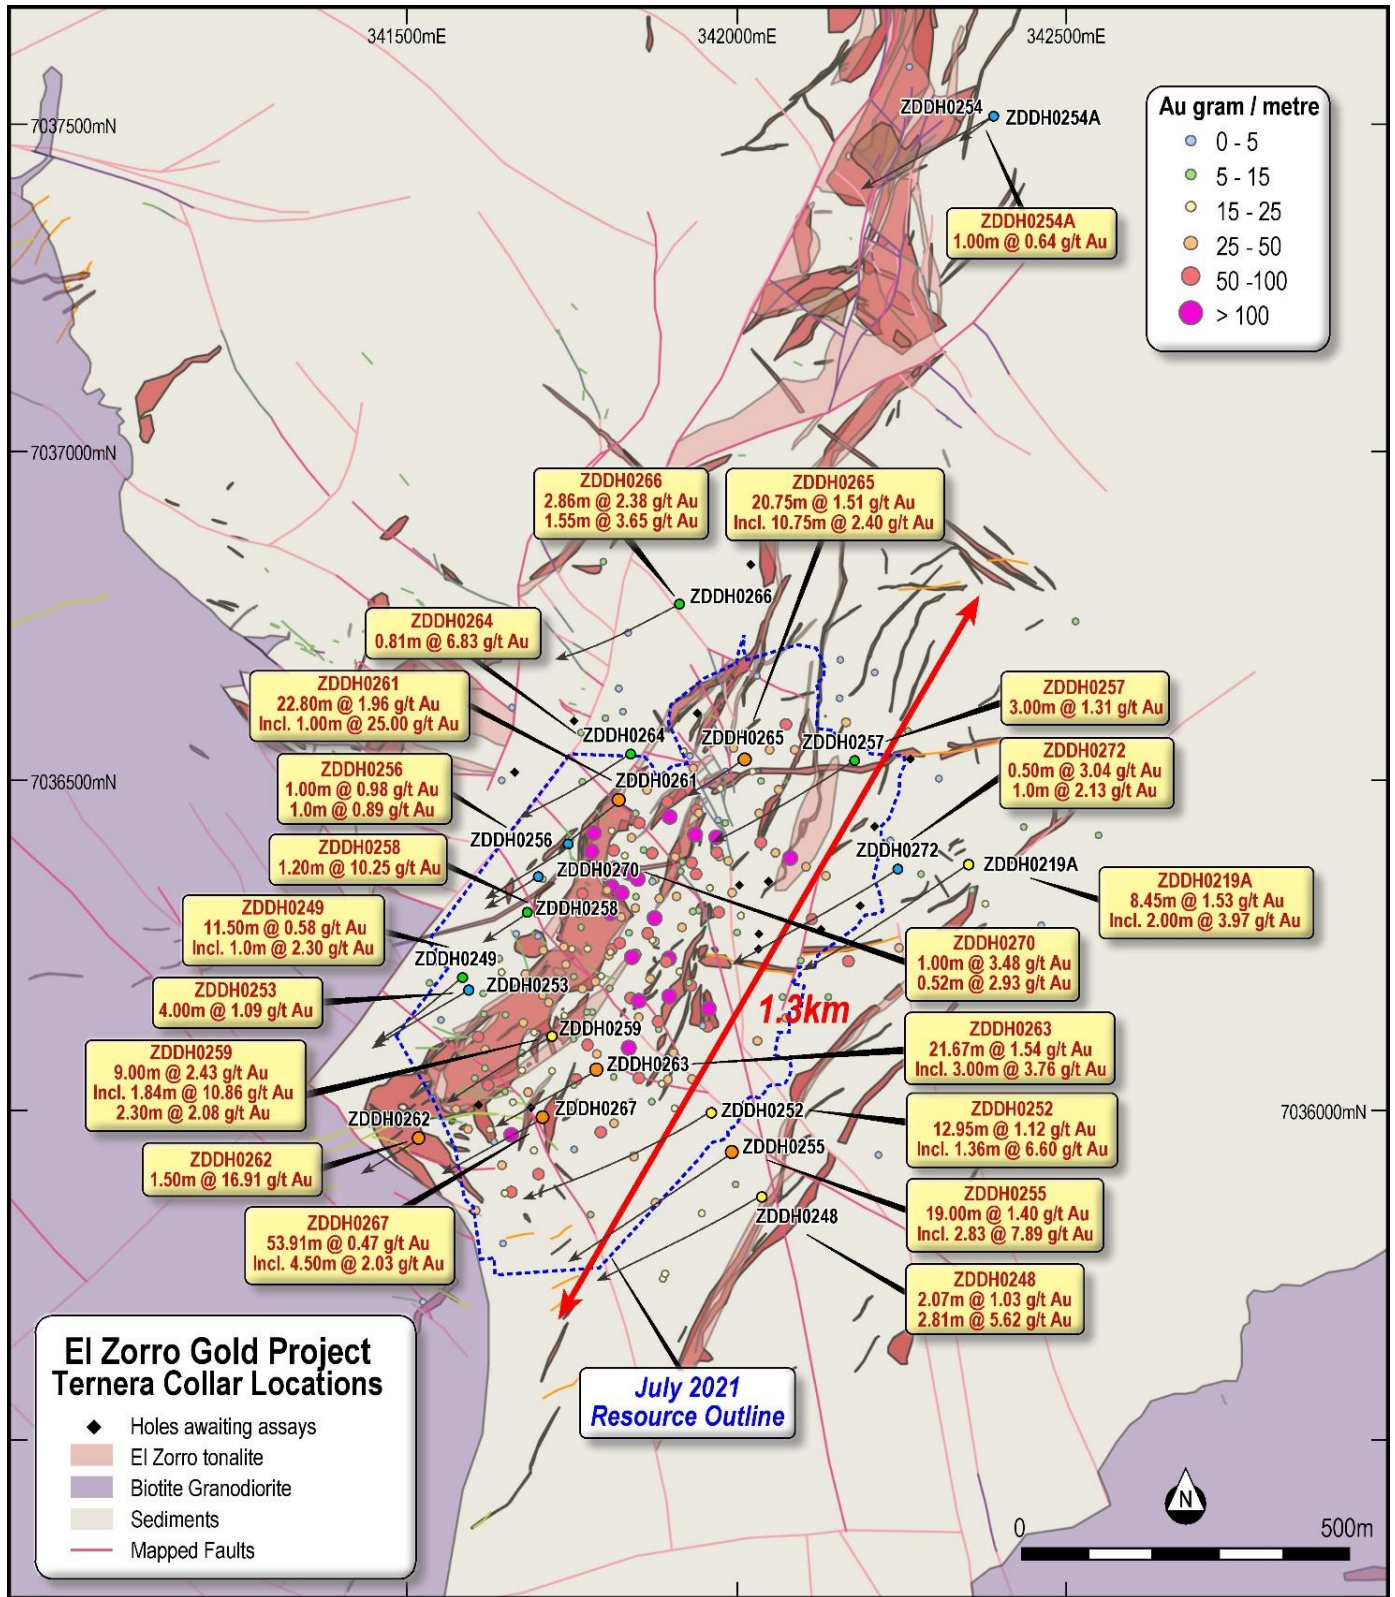 341500mE
342000mE
342500mE
7037500mN
7037000mN
7036500mN
7036000mN
Au gram / metre
0 - 5
5 - 15
15 - 25
25 - 50
50 -100
> 100
ZDDH0254
ZDDH0254A
ZDDH0254A
1.00m @ 0.64 g/t Au
ZDDH0266
2.86m @ 2.38 g/t Au
1.55m @ 3.65 g/t Au
ZDDH0265
20.75m @ 1.51 g/t Au
Incl. 10.75m @ 2.40 g/t Au
ZDDH0266
ZDDH0264
0.81m @ 6.83 g/t Au
ZDDH0261
22.80m @ 1.96 g/t Au
Incl. 1.00m @ 25.00 g/t Au
ZDDH0257
3.00m @ 1.31 g/t Au
ZDDH0264
ZDDH0265
ZDDH0257
ZDDH0272
0.50m @ 3.04 g/t Au
1.0m @ 2.13 g/t Au
ZDDH0256
1.00m @ 0.98 g/t Au
1.0m @ 0.89 g/t Au
ZDDH0261
ZDDH0256
ZDDH0258
1.20m @ 10.25 g/t Au
ZDDH0270
ZDDH0272
ZDDH0219A
ZDDH0219A
8.45m @ 1.53 g/t Au
Incl. 2.00m @ 3.97 g/t Au
ZDDH0249
11.50m @ 0.58 g/t Au
Incl. 1.0m @ 2.30 g/t Au
ZDDH0258
ZDDH0270
1.00m @ 3.48 g/t Au
0.52m @ 2.93 g/t Au
ZDDH0249
ZDDH0253
4.00m @ 1.09 g/t Au
ZDDH0253
1.3km
ZDDH0259
ZDDH0263
21.67m @ 1.54 g/t Au
Incl. 3.00m @ 3.76 g/t Au
ZDDH0259
9.00m @ 2.43 g/t Au
Incl. 1.84m @ 10.86 g/t Au
2.30m @ 2.08 g/t Au
ZDDH0263
ZDDH0262
ZDDH0267
ZDDH0252
ZDDH0252
12.95m @ 1.12 g/t Au
Incl. 1.36m @ 6.60 g/t Au
ZDDH0262
1.50m @ 16.91 g/t Au
ZDDH0255
ZDDH0255
19.00m @ 1.40 g/t Au
Incl. 2.83 @ 7.89 g/t Au
ZDDH0267
53.91m @ 0.47 g/t Au
Incl. 4.50m @ 2.03 g/t Au
ZDDH0248
ZDDH0248
2.07m @ 1.03 g/t Au
2.81m @ 5.62 g/t Au
July 2021
Resource Outline
El Zorro Gold Project
Ternera Collar Locations
Holes awaiting assays
El Zorro tonalite
Biotite Granodiorite
Sediments
Mapped Faults
N
0
500m